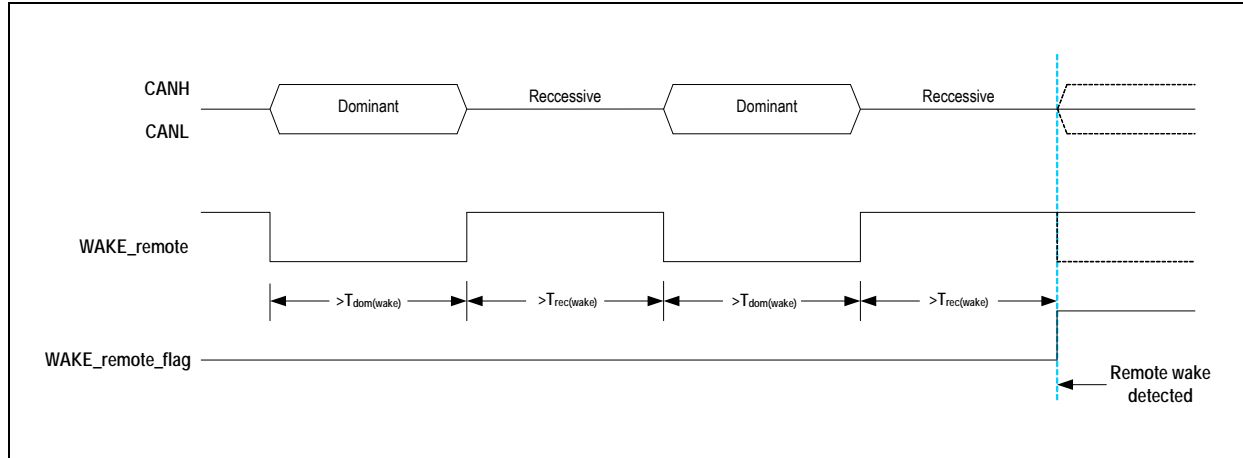 CANH
Dominant
Reccessive
Dominant
Reccessive
CANL
WAKE_remote
>Tdom(wake)
>Trec(wake)
>Tdom(wake)
>Trec(wake)
WAKE_remote_flag
Remote wake
detected